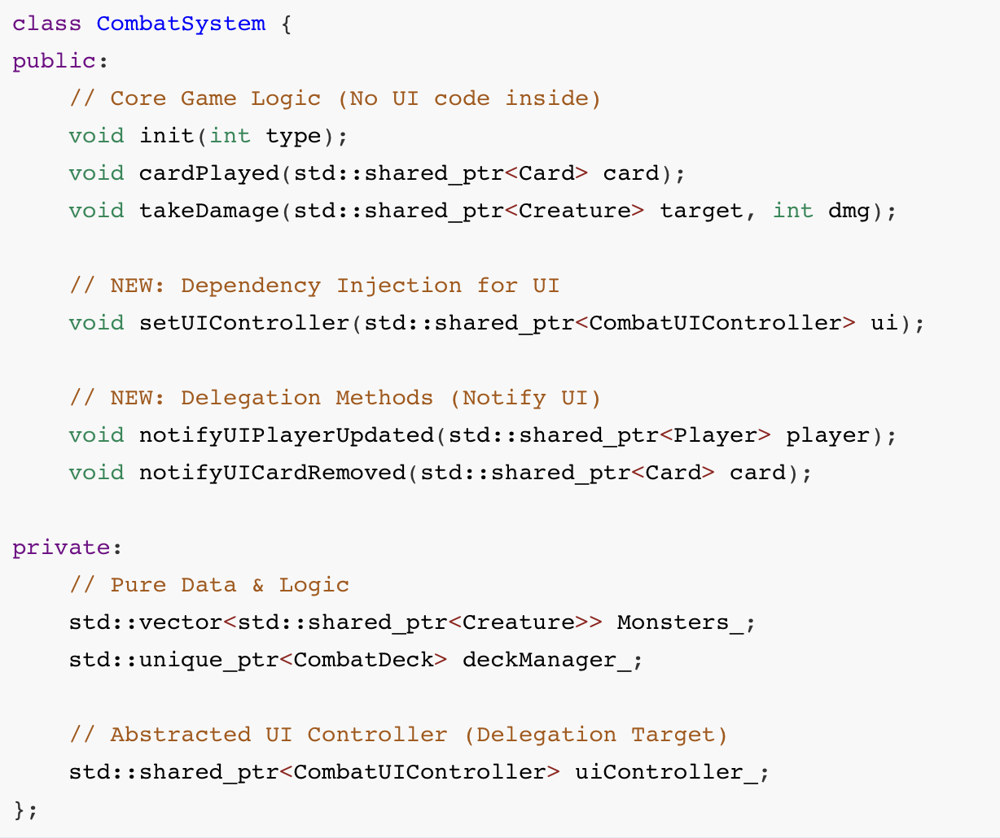 class CombatSystem {
public:
    // Core Game Logic (No UI code inside)
    void init(int type);
    void cardPlayed(std::shared_ptr<Card> card);
    void takeDamage(std::shared_ptr<Creature> target, int dmg);

    // NEW: Dependency Injection for UI
    void setUIController(std::shared_ptr<CombatUIController> ui);

    // NEW: Delegation Methods (Notify UI)
    void notifyUIPlayerUpdated(std::shared_ptr<Player> player);
    void notifyUICardRemoved(std::shared_ptr<Card> card);

private:
    // Pure Data & Logic
    std::vector<std::shared_ptr<Creature>> Monsters_;
    std::unique_ptr<CombatDeck> deckManager_;

    // Abstracted UI Controller (Delegation Target)
    std::shared_ptr<CombatUIController> uiController_;
};